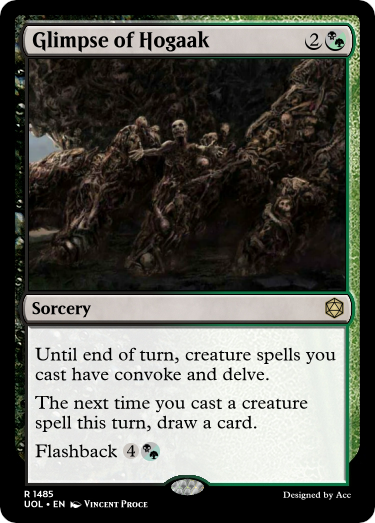 Glimpse of Hogaak 2
Sorcery
Until end of turn, creature spells you
cast have convoke and delve.
The next time you cast a creature
spell this turn, draw a card.
Flashback 4
R 1485
UOL • EN Vincent Proce
Designed by Acc